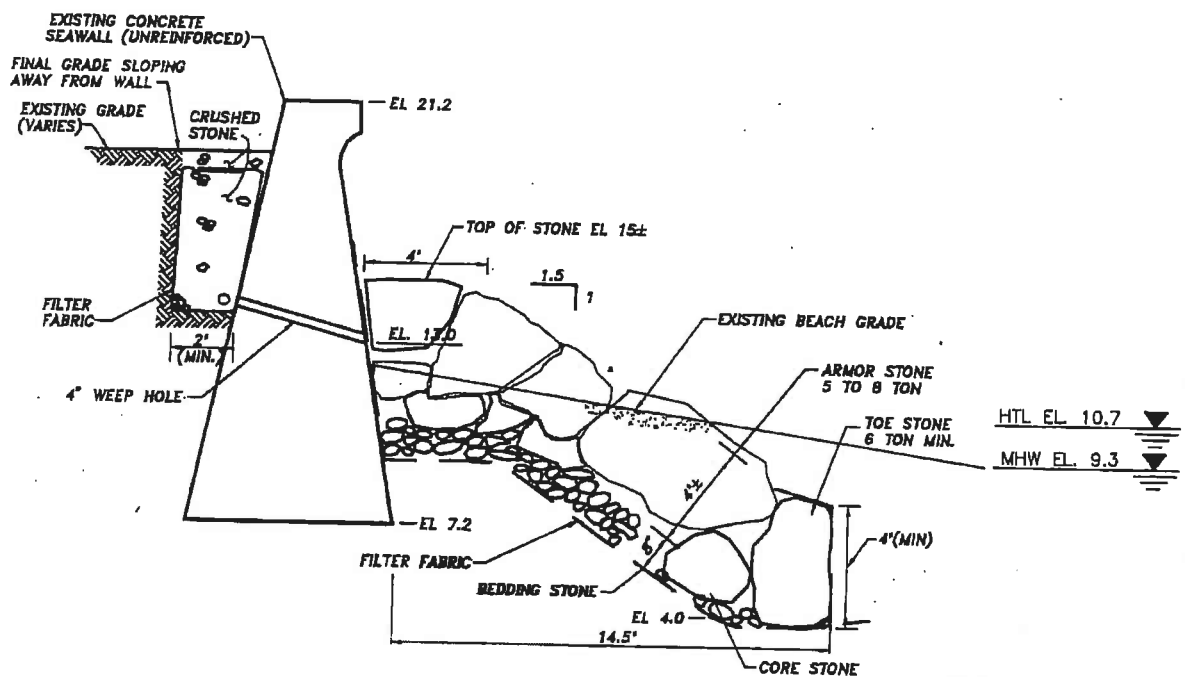 EXISTING CONCRETE
SEAWALL (UNREINFORCED)
FINAL GRADE SLOPING
AWAY FROM WALL
EXISTING GRADE
(VARIES)
CRUSHED
STONE
EL 21.2
TOP OF STONE EL 15±
4'
1.5
1
FILTER
FABRIC
2'
(MIN.)
4" WEEP HOLE
EL. 13.0
EXISTING BEACH GRADE
ARMOR STONE
5 TO 8 TON
TOE STONE
6 TON MIN.
HTL EL. 10.7
MHW EL. 9.3
4'±
EL 7.2
FILTER FABRIC
BEDDING STONE
4'(MIN)
EL 4.0
14.5'
CORE STONE